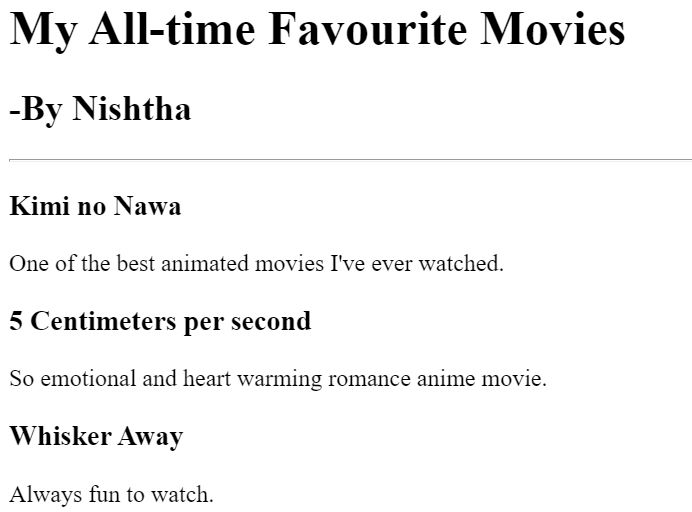 My All-time Favourite Movies
-By Nishtha
Kimi no Nawa
One of the best animated movies I've ever watched.
5 Centimeters per second
So emotional and heart warming romance anime movie.
Whisker Away
Always fun to watch.